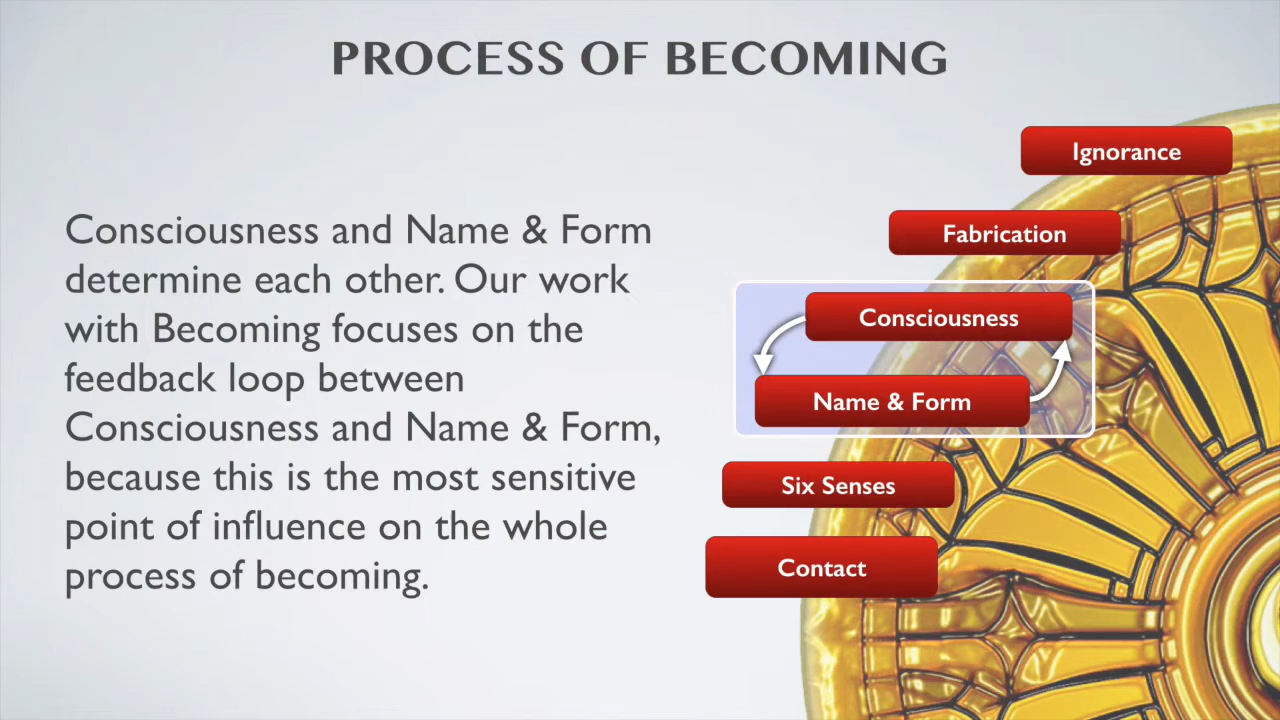 PROCESS OF BECOMING
Consciousness and Name & Form
determine each other. Our work
with Becoming focuses on the
feedback loop between
Consciousness and Name & Form,
because this is the most sensitive
point of influence on the whole
process of becoming.
Ignorance
Fabrication
Consciousness
Name & Form
Six Senses
Contact